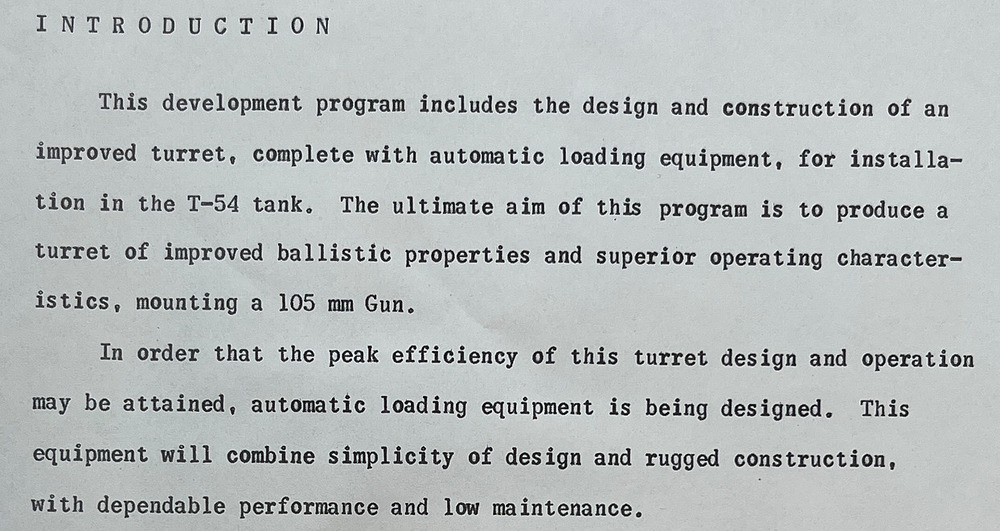 INTRODUCTION
This development program includes the design and construction of an
improved turret, complete with automatic loading equipment, for installa-
tion in the T-54 tank. The ultimate aim of this program is to produce a
turret of improved ballistic properties and superior operating character-
istics, mounting a 105 mm Gun.
In order that the peak efficiency of this turret design and operation
may be attained, automatic loading equipment is being designed. This
equipment will combine simplicity of design and rugged construction,
with dependable performance and low maintenance.